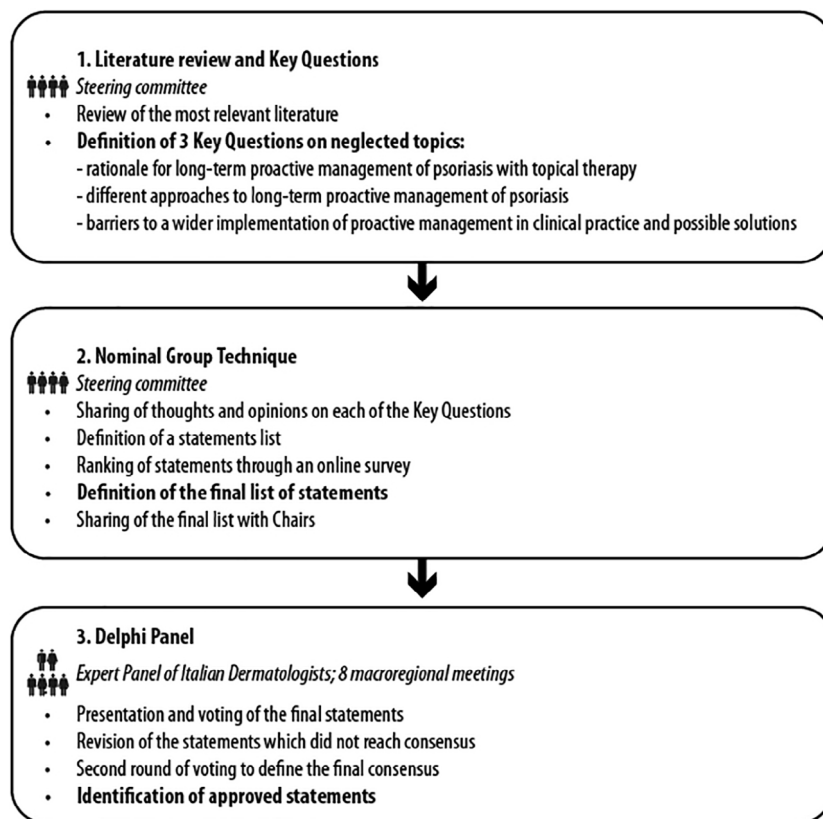 1. Literature review and Key Questions
Steering committee
• Review of the most relevant literature
• Definition of 3 Key Questions on neglected topics:
- rationale for long-term proactive management of psoriasis with topical therapy
- different approaches to long-term proactive management of psoriasis
- barriers to a wider implementation of proactive management in clinical practice and possible solutions
2. Nominal Group Technique
Steering committee
• Sharing of thoughts and opinions on each of the Key Questions
• Definition of a statements list
• Ranking of statements through an online survey
• Definition of the final list of statements
• Sharing of the final list with Chairs
3. Delphi Panel
Expert Panel of Italian Dermatologists; 8 macroregional meetings
• Presentation and voting of the final statements
• Revision of the statements which did not reach consensus
• Second round of voting to define the final consensus
• Identification of approved statements